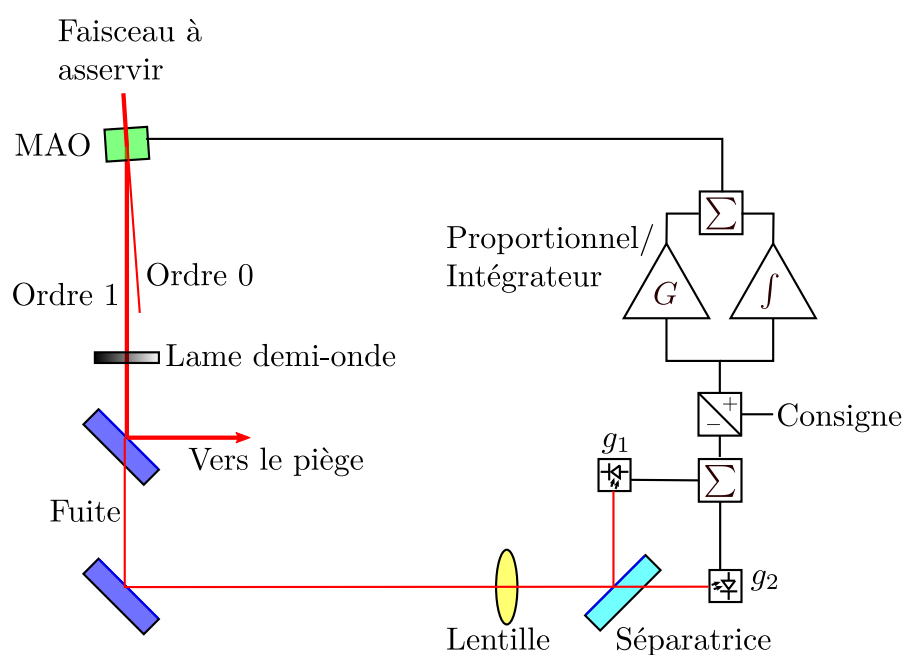 Faisceau à
asservir
MAO
∑
Proportionnel/
Intégrateur
G
∫
Ordre 0
Ordre 1
Lame demi-onde
+
−
Consigne
g₁
Vers le piège
∑
Fuite
g₂
Lentille
Séparatrice